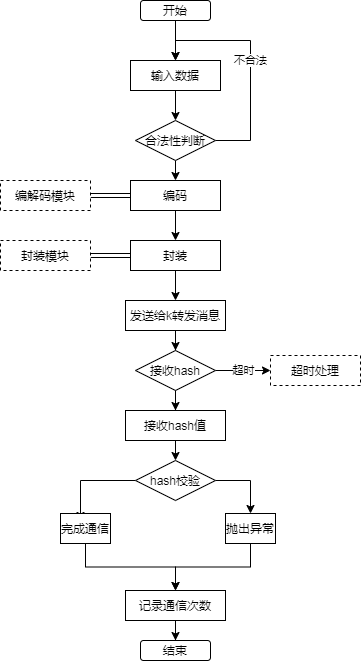 开始
不合法
输入数据
合法性判断
编解码模块
编码
封装模块
封装
发送给k转发消息
接收hash
超时
超时处理
接收hash值
hash校验
完成通信
抛出异常
记录通信次数
结束